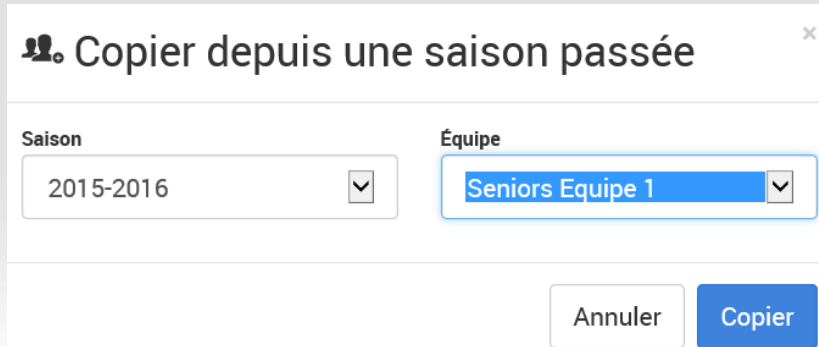 Copier depuis une saison passée
×
Saison
Équipe
2015-2016
Seniors Equipe 1
Annuler
Copier